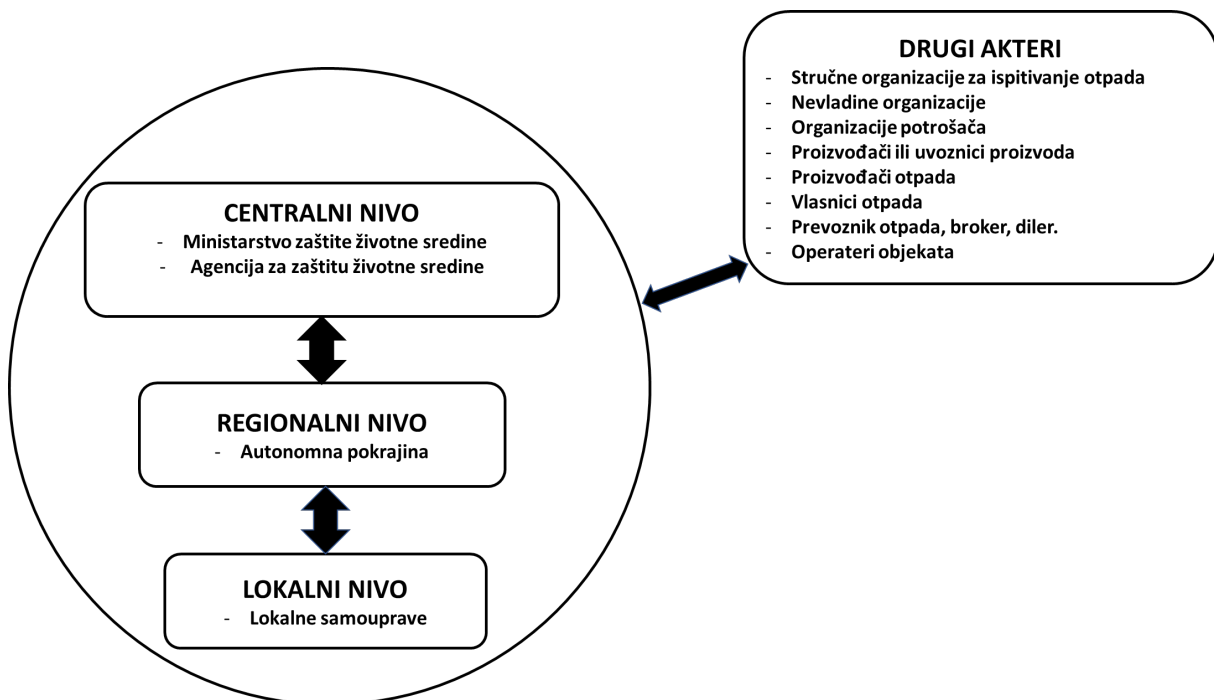 DRUGI AKTERI
- Stručne organizacije za ispitivanje otpada
- Nevladine organizacije
- Organizacije potrošača
- Proizvođači ili uvoznici proizvoda
- Proizvođači otpada
- Vlasnici otpada
- Prevoznik otpada, broker, diler.
- Operateri objekata
CENTRALNI NIVO
- Ministarstvo zaštite životne sredine
- Agencija za zaštitu životne sredine
REGIONALNI NIVO
- Autonomna pokrajina
LOKALNI NIVO
- Lokalne samouprave